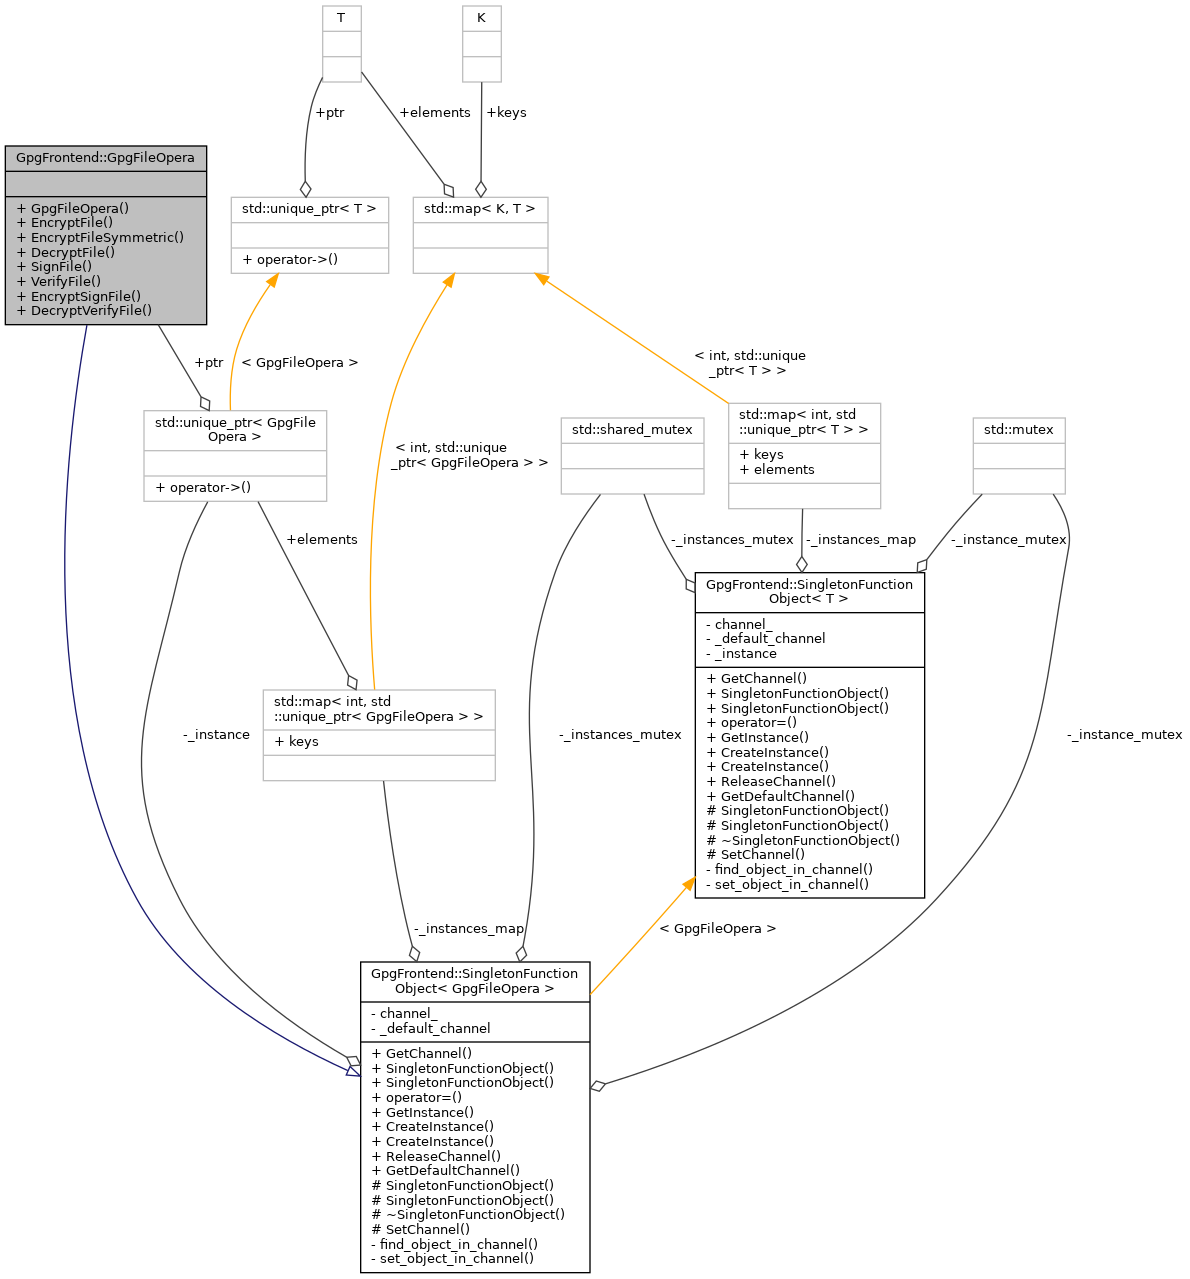 T
K
+ptr
+elements
+keys
GpgFrontend::GpgFileOpera
+ GpgFileOpera()
+ EncryptFile()
+ EncryptFileSymmetric()
+ DecryptFile()
+ SignFile()
+ VerifyFile()
+ EncryptSignFile()
+ DecryptVerifyFile()
std::unique_ptr< T >
+ operator->()
std::map< K, T >
+ptr
< GpgFileOpera >
< int, std::unique
_ptr< T > >
std::unique_ptr< GpgFile
Opera >
+ operator->()
< int, std::unique
_ptr< GpgFileOpera > >
std::shared_mutex
std::map< int, std
::unique_ptr< T > >
+ keys
+ elements
std::mutex
+elements
-_instances_mutex
-_instances_map
-_instance_mutex
GpgFrontend::SingletonFunction
Object< T >
- channel_
- _default_channel
- _instance
+ GetChannel()
+ SingletonFunctionObject()
+ SingletonFunctionObject()
+ operator=()
+ GetInstance()
+ CreateInstance()
+ CreateInstance()
+ ReleaseChannel()
+ GetDefaultChannel()
# SingletonFunctionObject()
# SingletonFunctionObject()
# ~SingletonFunctionObject()
# SetChannel()
- find_object_in_channel()
- set_object_in_channel()
std::map< int, std
::unique_ptr< GpgFileOpera > >
+ keys
-_instance
-_instances_mutex
-_instance_mutex
-_instances_map
< GpgFileOpera >
GpgFrontend::SingletonFunction
Object< GpgFileOpera >
- channel_
- _default_channel
+ GetChannel()
+ SingletonFunctionObject()
+ SingletonFunctionObject()
+ operator=()
+ GetInstance()
+ CreateInstance()
+ CreateInstance()
+ ReleaseChannel()
+ GetDefaultChannel()
# SingletonFunctionObject()
# SingletonFunctionObject()
# ~SingletonFunctionObject()
# SetChannel()
- find_object_in_channel()
- set_object_in_channel()